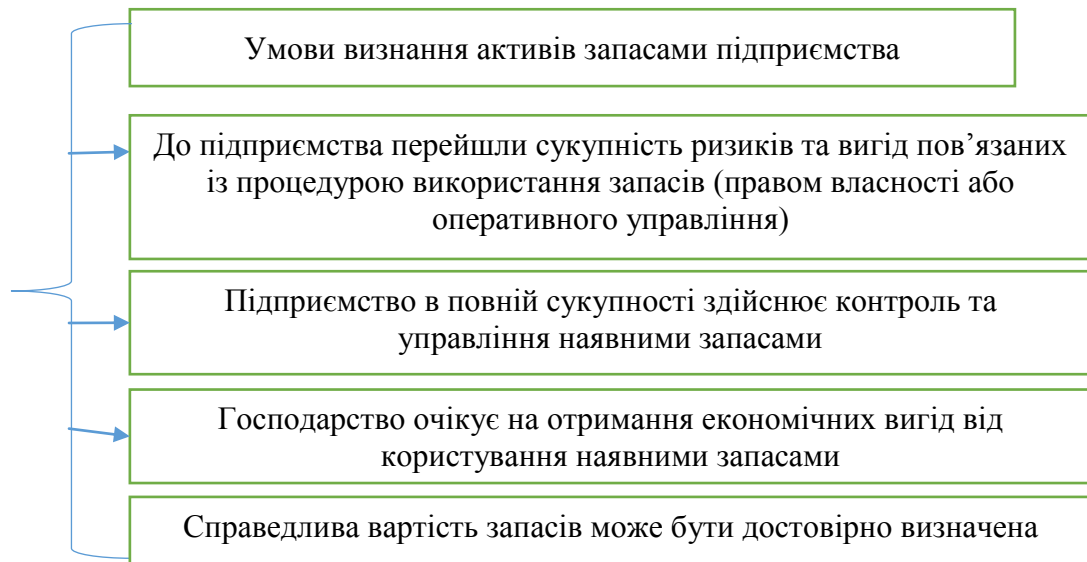 Умови визнання активів запасами підприємства
До підприємства перейшли сукупність ризиків та вигід пов’язаних
із процедурою використання запасів (правом власності або
оперативного управління)
Підприємство в повній сукупності здійснює контроль та
управління наявними запасами
Господарство очікує на отримання економічних вигід від
користування наявними запасами
Справедлива вартість запасів може бути достовірно визначена